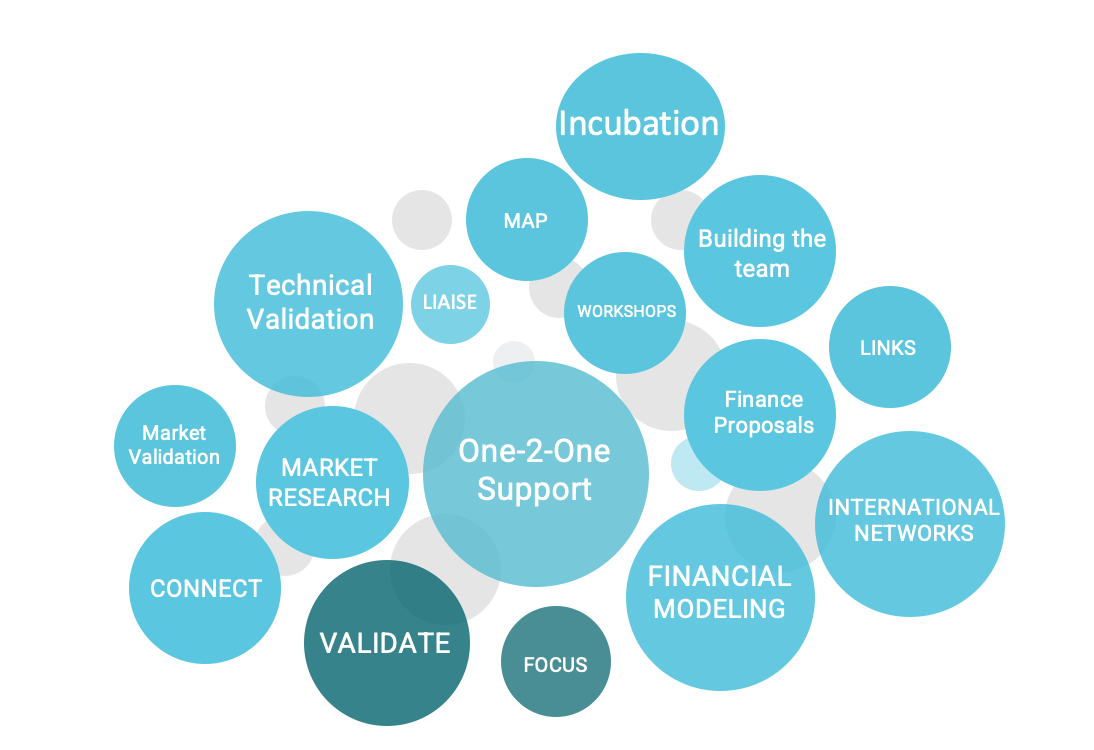 Incubation
MAP
Building the
team
Technical
Validation
LIAISE
WORKSHOPS
LINKS
Finance
Proposals
Market
Validation
MARKET
RESEARCH
One-2-One
Support
INTERNATIONAL
NETWORKS
CONNECT
FINANCIAL
MODELING
VALIDATE
FOCUS